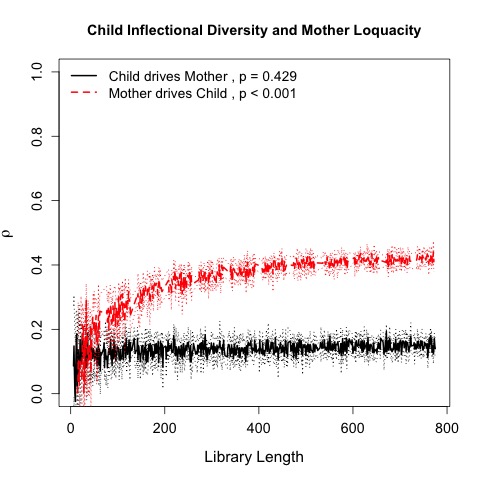 Child Inflectional Diversity and Mother Loquacity
Child drives Mother , p = 0.429
Mother drives Child , p < 0.001
1.0
0.8
0.6
0.4
0.2
0.0
ρ
0 200 400 600 800
Library Length